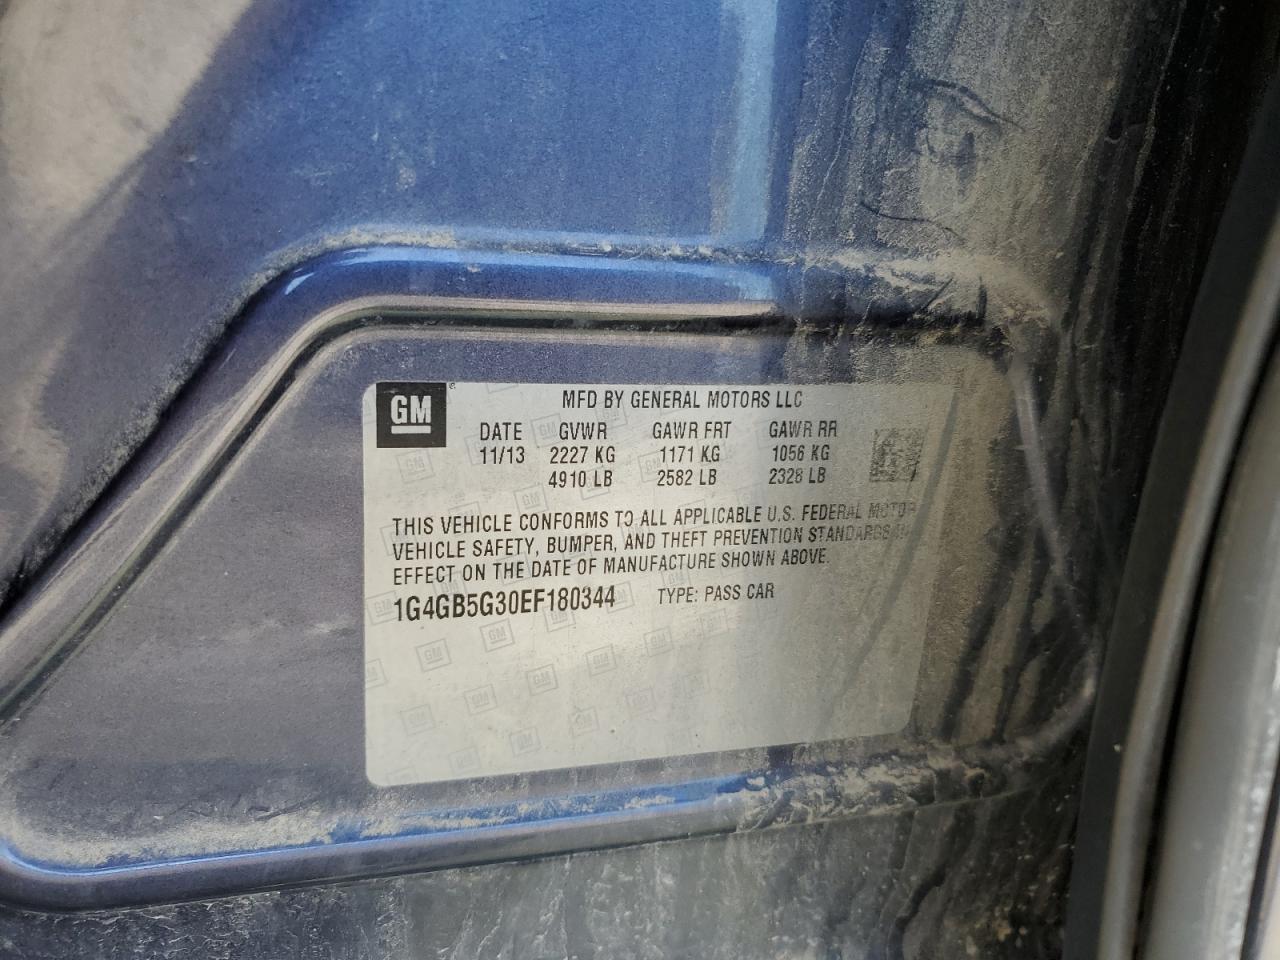 GM
MFD BY GENERAL MOTORS LLC
DATE GVWR GAWR FRT GAWR RR
11/13 2227 KG 1171 KG 1056 KG
4910 LB 2582 LB 2328 LB
THIS VEHICLE CONFORMS TO ALL APPLICABLE U.S. FEDERAL MOTOR
VEHICLE SAFETY, BUMPER, AND THEFT PREVENTION STANDARDS IN
EFFECT ON THE DATE OF MANUFACTURE SHOWN ABOVE.
1G4GB5G30EF180344 TYPE: PASS CAR